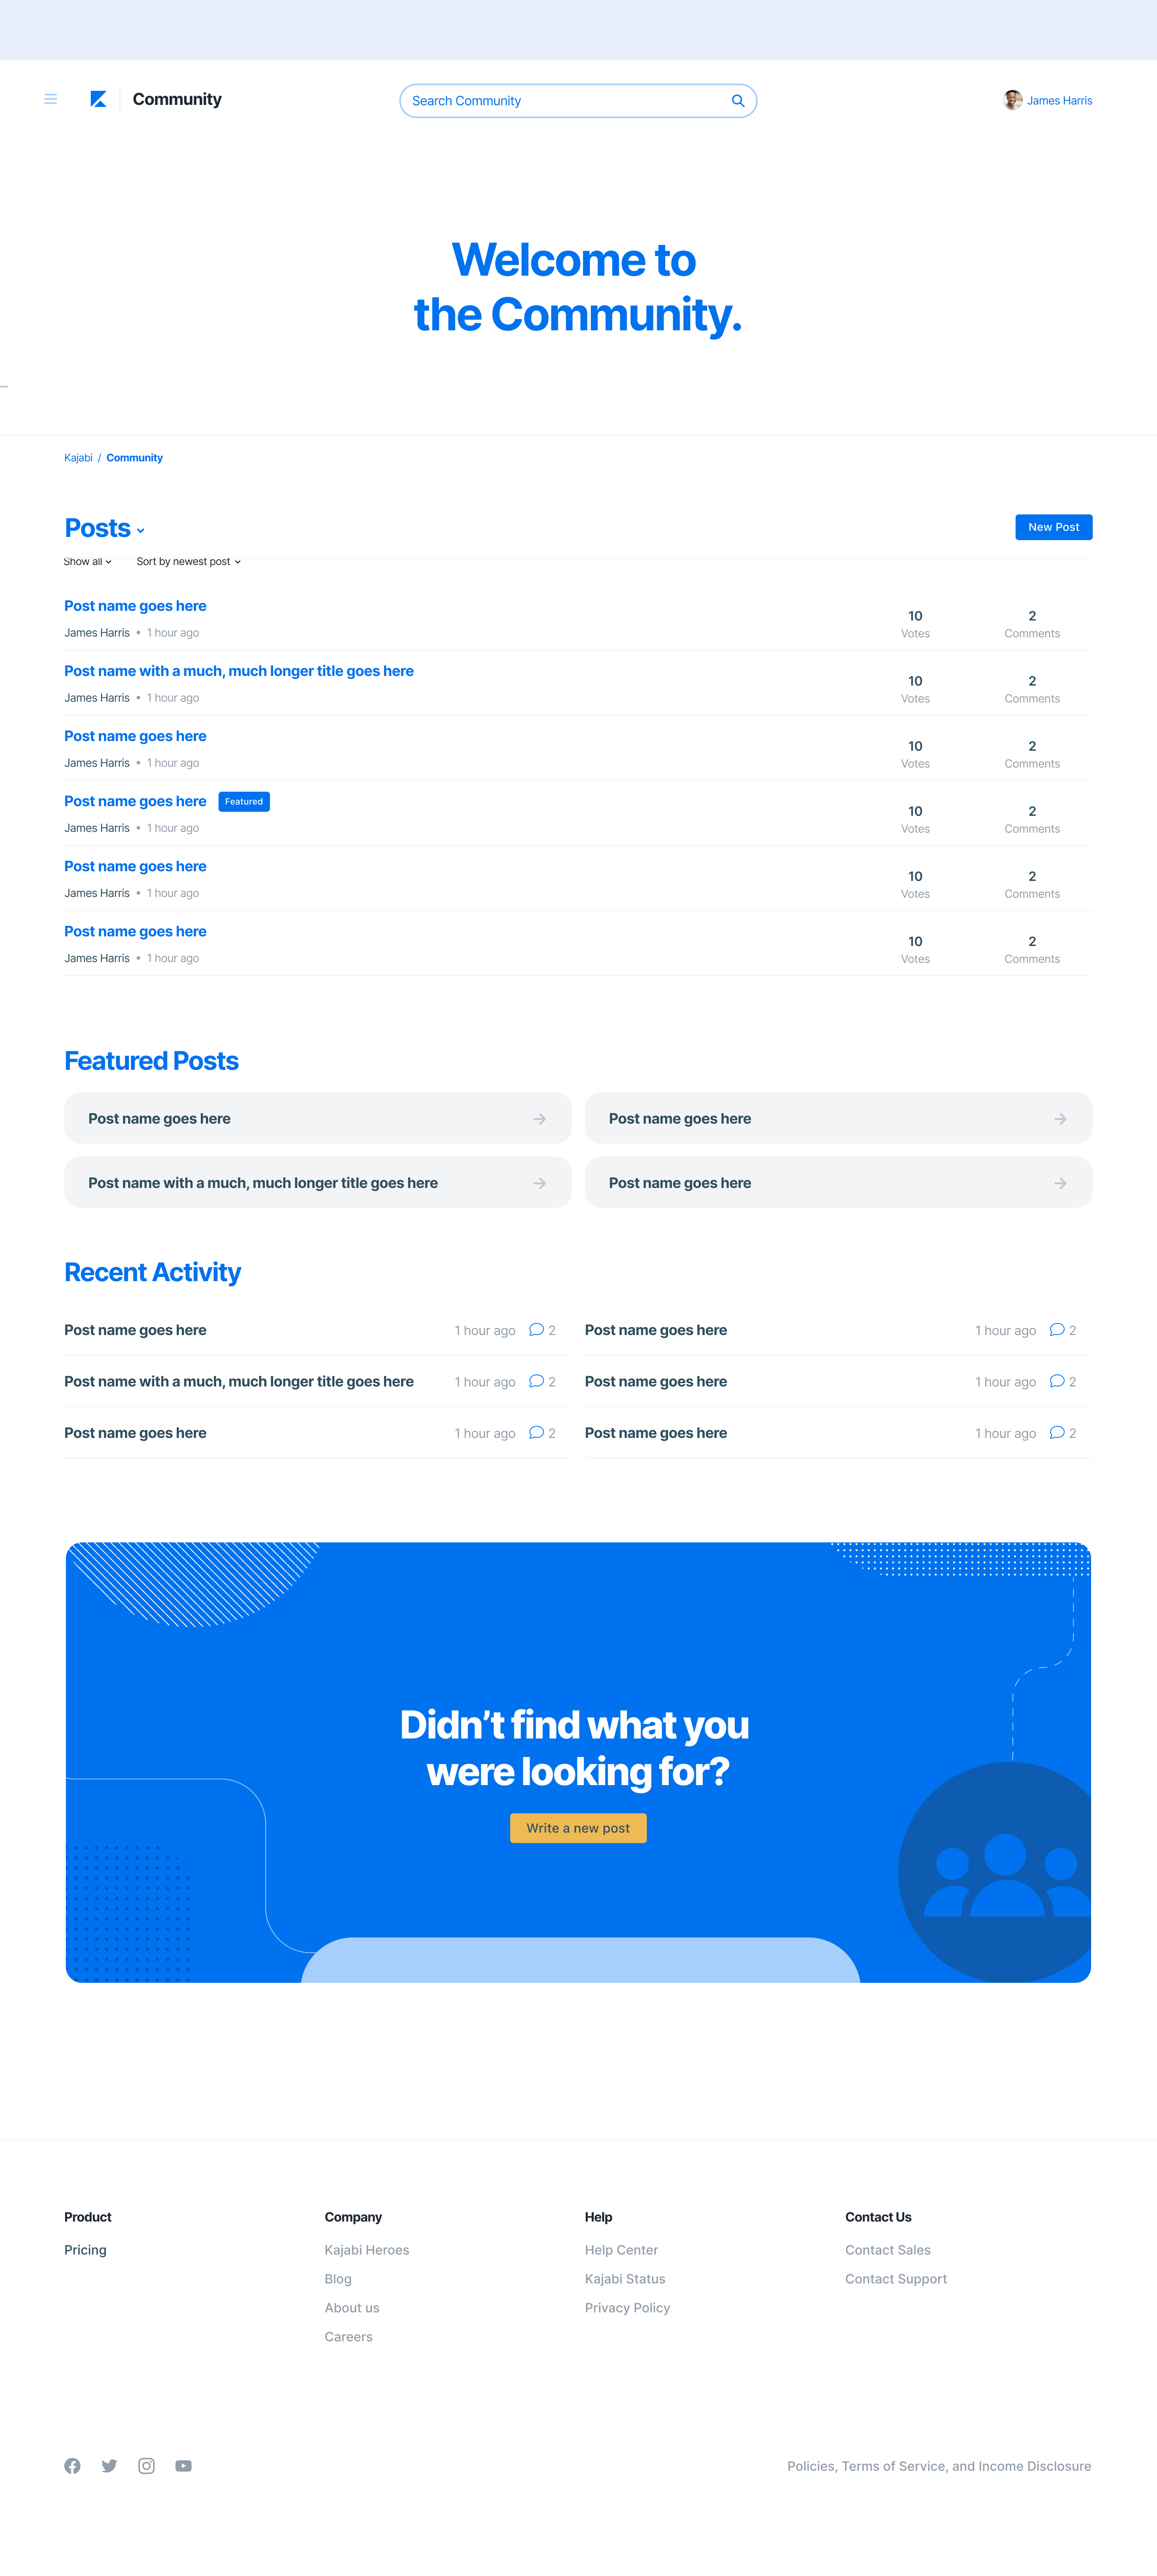 Community
Search Community
James Harris
Welcome to
the Community.
Kajabi / Community
Posts
New Post
Show all
Sort by newest post
Post name goes here
James Harris • 1 hour ago
10
Votes
2
Comments
Post name with a much, much longer title goes here
James Harris • 1 hour ago
10
Votes
2
Comments
Post name goes here
James Harris • 1 hour ago
10
Votes
2
Comments
Post name goes here
Featured
James Harris • 1 hour ago
10
Votes
2
Comments
Post name goes here
James Harris • 1 hour ago
10
Votes
2
Comments
Post name goes here
James Harris • 1 hour ago
10
Votes
2
Comments
Featured Posts
Post name goes here
Post name goes here
Post name with a much, much longer title goes here
Post name goes here
Recent Activity
Post name goes here 1 hour ago 2
Post name goes here 1 hour ago 2
Post name with a much, much longer title goes here 1 hour ago 2
Post name goes here 1 hour ago 2
Post name goes here 1 hour ago 2
Post name goes here 1 hour ago 2
Didn’t find what you
were looking for?
Write a new post
Product
Pricing
Company
Kajabi Heroes
Blog
About us
Careers
Help
Help Center
Kajabi Status
Privacy Policy
Contact Us
Contact Sales
Contact Support
Policies, Terms of Service, and Income Disclosure